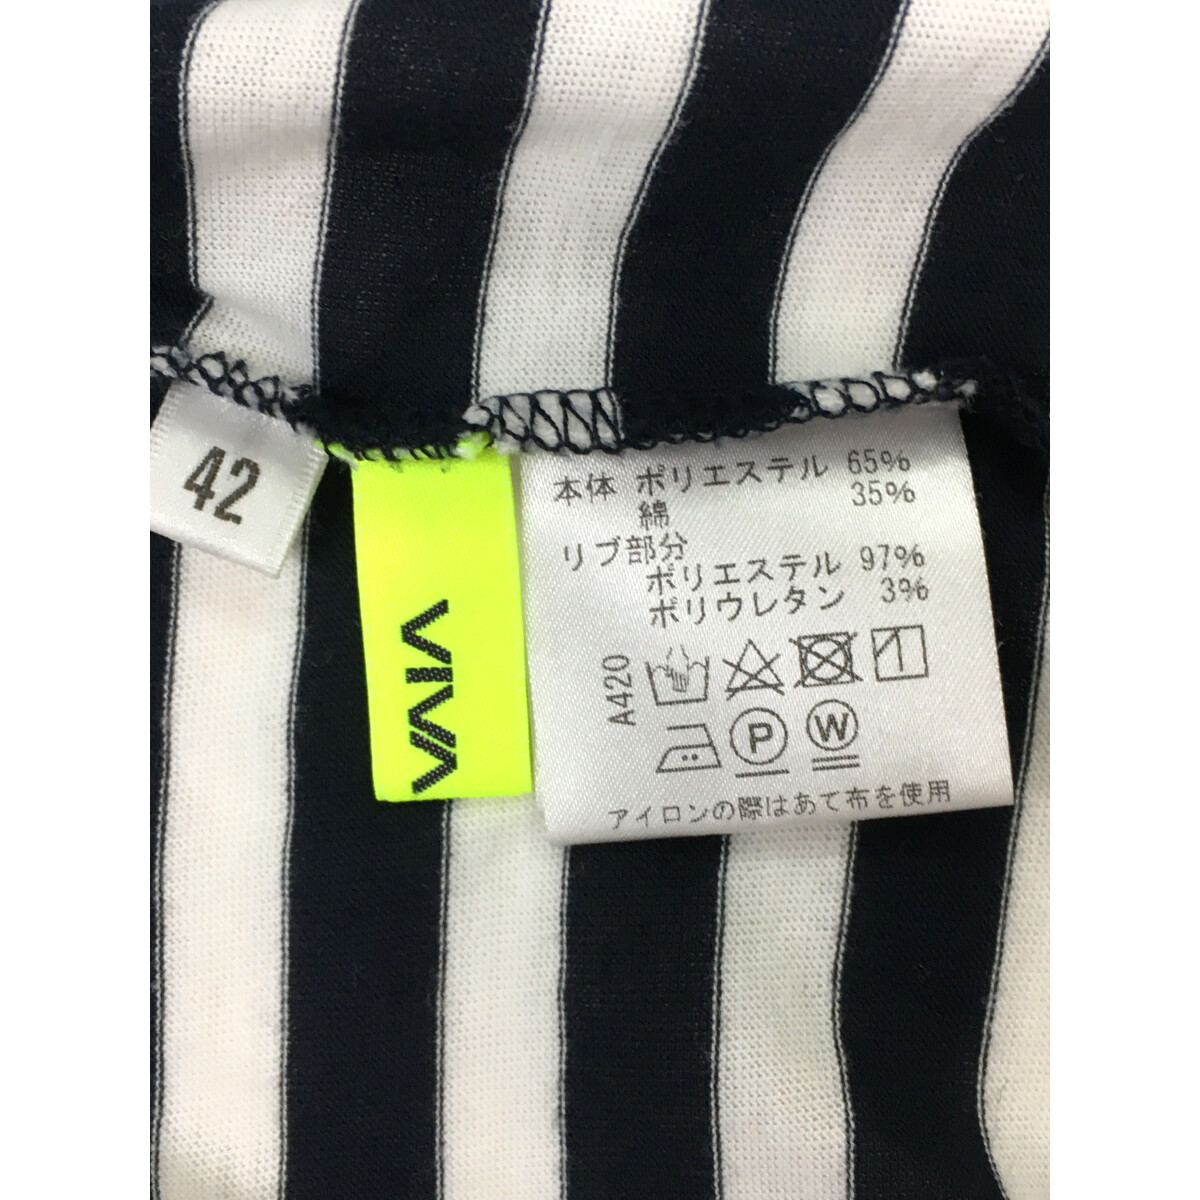 42
VIVA
本体 ポリエステル 65%
綿 35%
リブ部分
ポリエステル 97%
ポリウレタン 3%
A420
P W
アイロンの際はあて布を使用